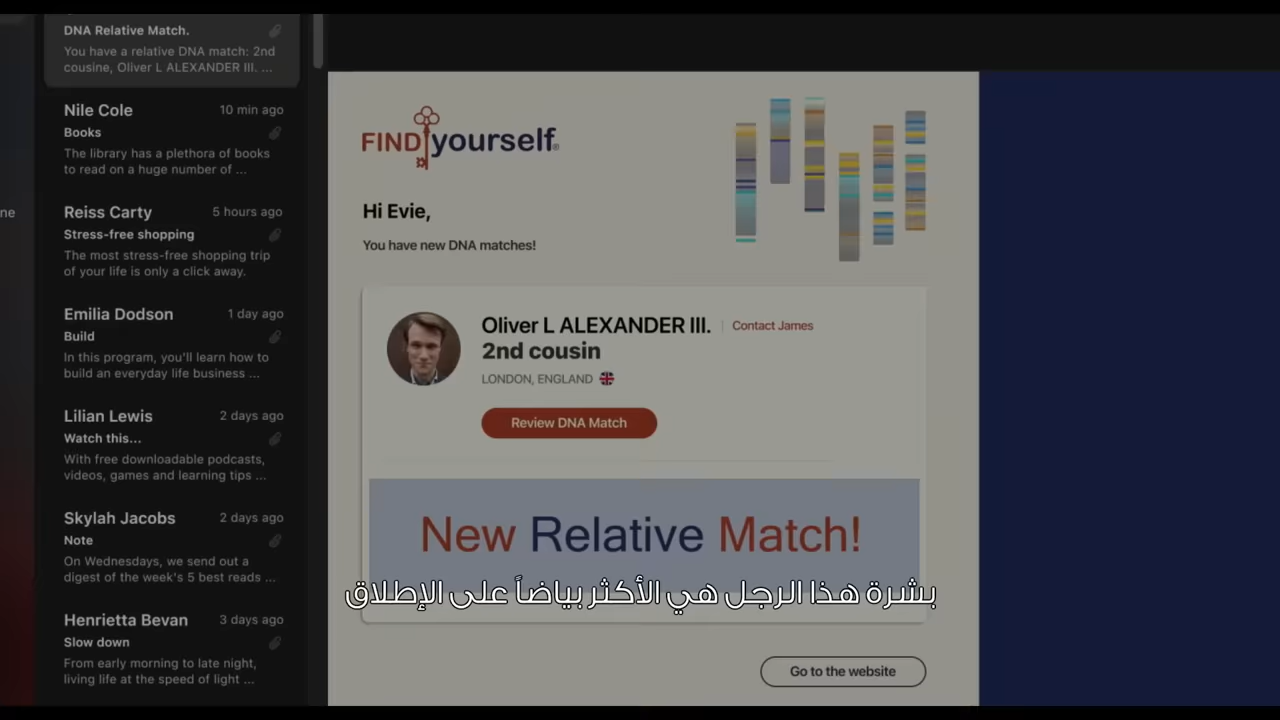 DNA Relative Match.
You have a relative DNA match: 2nd
cousine, Oliver L ALEXANDER III. ...
Nile Cole 10 min ago
Books
The library has a plethora of books
to read on a huge number of ...
ne
Reiss Carty 5 hours ago
Stress-free shopping
The most stress-free shopping trip
of your life is only a click away.
Emilia Dodson 1 day ago
Build
In this program, you'll learn how to
build an everyday life business ...
Lilian Lewis 2 days ago
Watch this...
With free downloadable podcasts,
videos, games and learning tips ...
Skylah Jacobs 2 days ago
Note
On Wednesdays, we send out a
digest of the week's 5 best reads ...
Henrietta Bevan 3 days ago
Slow down
From early morning to late night,
living life at the speed of light ...
FIND yourself®
Hi Evie,
You have new DNA matches!
Oliver L ALEXANDER III. | Contact James
2nd cousin
LONDON, ENGLAND
Review DNA Match
New Relative Match!
بشرة هذا الرجل هي الأكثر بياضاً على الإطلاق
Go to the website